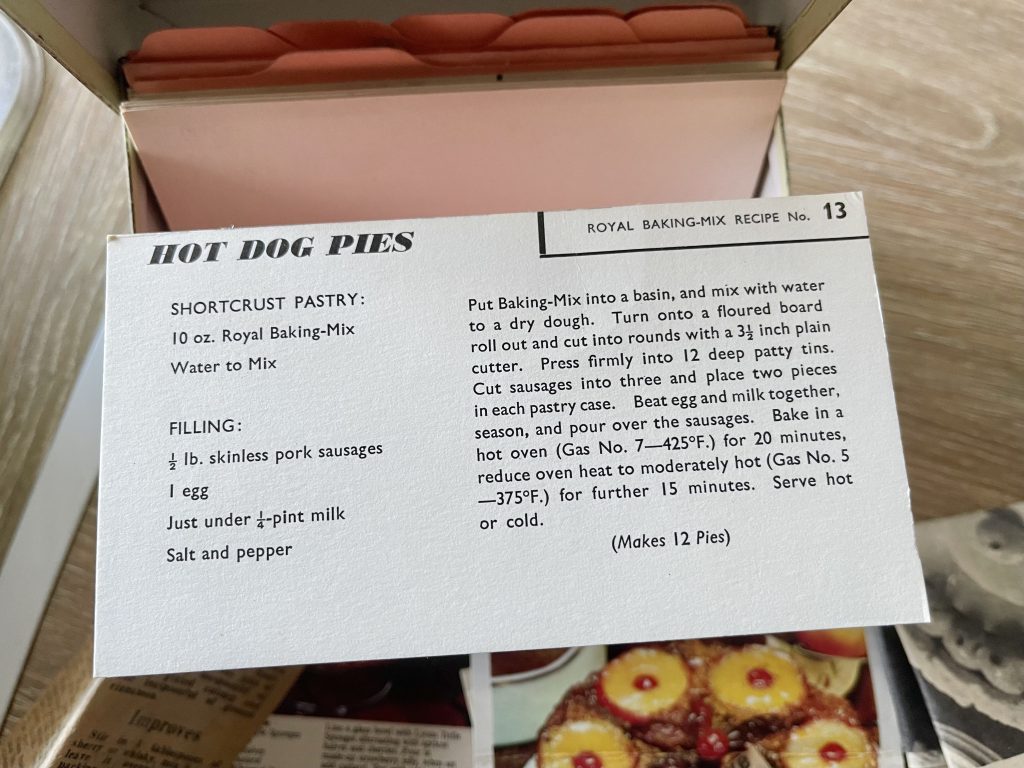 HOT DOG PIES
ROYAL BAKING-MIX RECIPE No. 13
SHORTCRUST PASTRY:
10 oz. Royal Baking-Mix
Water to Mix
FILLING:
½ lb. skinless pork sausages
1 egg
Just under ¼-pint milk
Salt and pepper
Put Baking-Mix into a basin, and mix with water
to a dry dough. Turn onto a floured board
roll out and cut into rounds with a 3½ inch plain
cutter. Press firmly into 12 deep patty tins.
Cut sausages into three and place two pieces
in each pastry case. Beat egg and milk together,
season, and pour over the sausages. Bake in a
hot oven (Gas No. 7—425°F.) for 20 minutes,
reduce oven heat to moderately hot (Gas No. 5
—375°F.) for further 15 minutes. Serve hot
or cold.
(Makes 12 Pies)
Improves